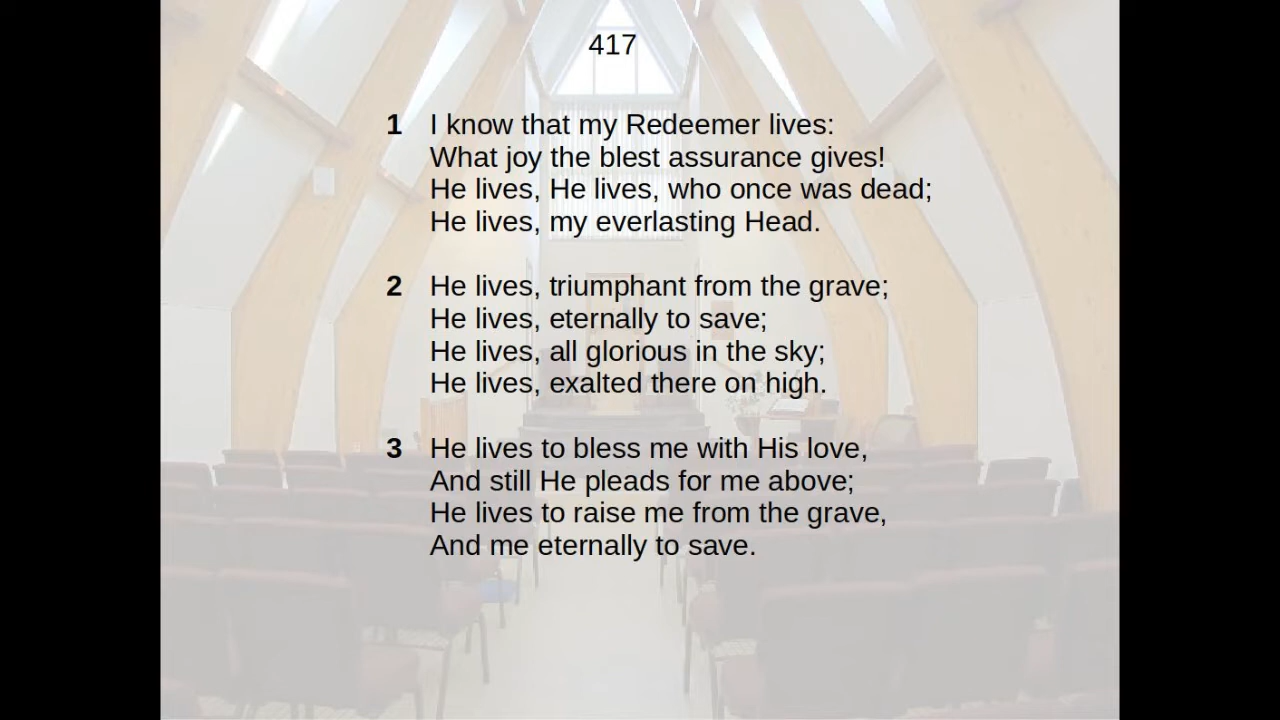 417
1 I know that my Redeemer lives:
What joy the blest assurance gives!
He lives, He lives, who once was dead;
He lives, my everlasting Head.
2 He lives, triumphant from the grave;
He lives, eternally to save;
He lives, all glorious in the sky;
He lives, exalted there on high.
3 He lives to bless me with His love,
And still He pleads for me above;
He lives to raise me from the grave,
And me eternally to save.